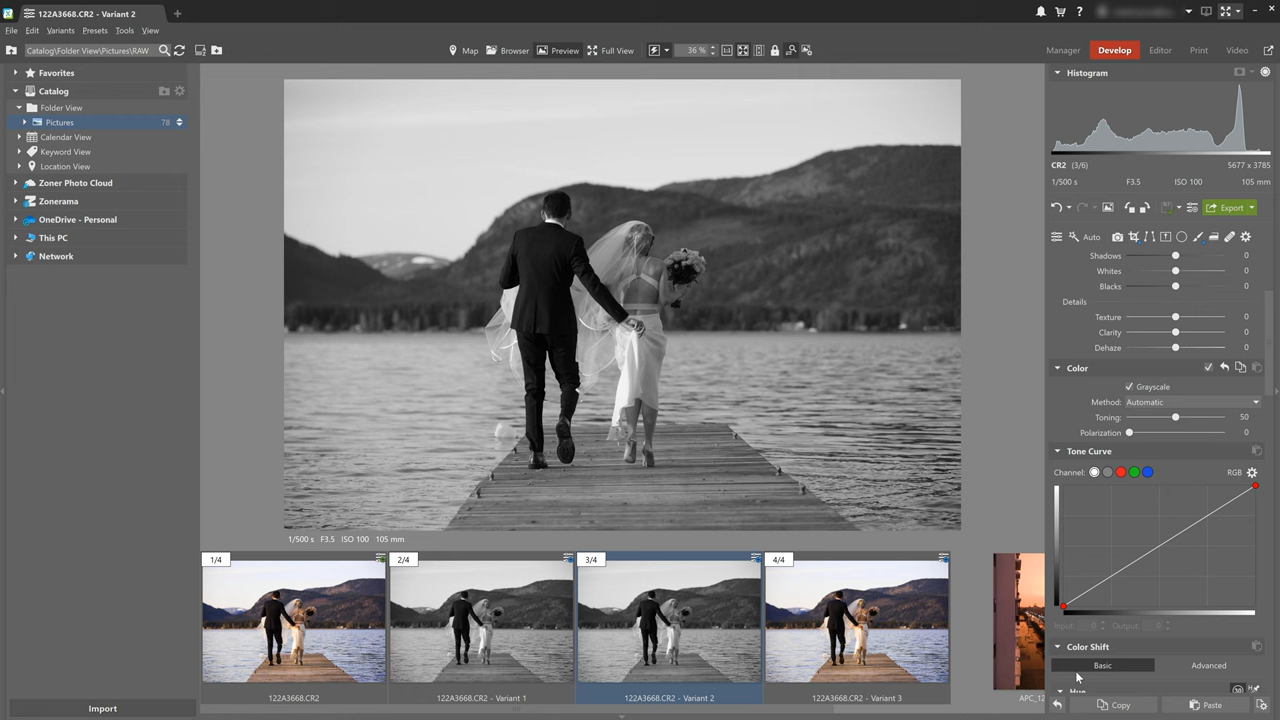 122A3668.CR2 - Variant 2
File Edit Variants Presets Tools View
Catalog\Folder View\Pictures\RAW
Map Browser Preview Full View 36 %
Manager Develop Editor Print Video
Favorites
Catalog
Folder View
Pictures 78
Calendar View
Keyword View
Location View
Zoner Photo Cloud
Zonerama
OneDrive - Personal
This PC
Network
Import
1/500 s F3.5 ISO 100 105 mm
1/4 2/4 3/4 4/4
122A3668.CR2 122A3668.CR2 - Variant 1 122A3668.CR2 - Variant 2 122A3668.CR2 - Variant 3 APC_12
Histogram
CR2 (3/6) 5677 x 3785
1/500 s F3.5 ISO 100 105 mm
Export
Auto
Shadows 0
Whites 0
Blacks 0
Details
Texture 0
Clarity 0
Dehaze 0
Color
Grayscale
Method: Automatic
Toning: 50
Polarization 0
Tone Curve
Channel: RGB
Input: 0 Output: 0
Color Shift
Basic Advanced
Hue
Copy Paste